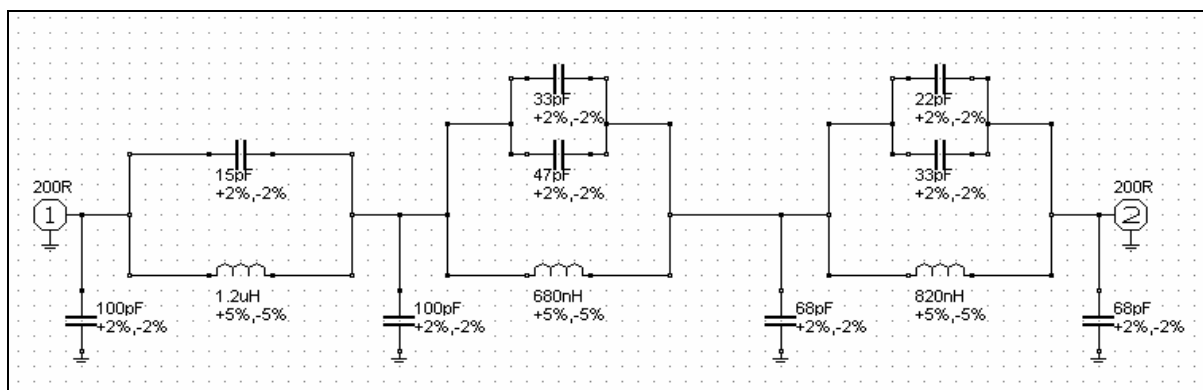 33pF
+2%,-2%
22pF
+2%,-2%
15pF
+2%,-2%
47pF
+2%,-2%
33pF
+2%,-2%
200R
1
200R
2
1.2uH
+5%,-5%
680nH
+5%,-5%
820nH
+5%,-5%
100pF
+2%,-2%
100pF
+2%,-2%
68pF
+2%,-2%
68pF
+2%,-2%